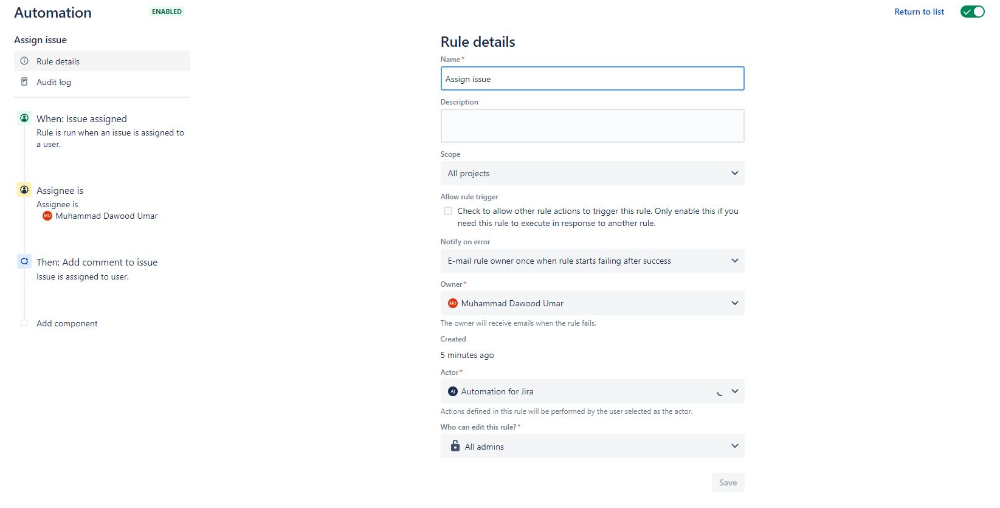 Automation
ENABLED
Return to list
Assign issue
Rule details
Audit log
When: Issue assigned
Rule is run when an issue is assigned to
a user.
Assignee is
Assignee is
MU Muhammad Dawood Umar
Then: Add comment to issue
Issue is assigned to user.
Add component
Rule details
Name*
Assign issue
Description
Scope
All projects
Allow rule trigger
Check to allow other rule actions to trigger this rule. Only enable this if you
need this rule to execute in response to another rule.
Notify on error
E-mail rule owner once when rule starts failing after success
Owner*
MU Muhammad Dawood Umar
The owner will receive emails when the rule fails.
Created
5 minutes ago
Actor*
AJ Automation for Jira
Actions defined in this rule will be performed by the user selected as the actor.
Who can edit this rule?*
All admins
Save